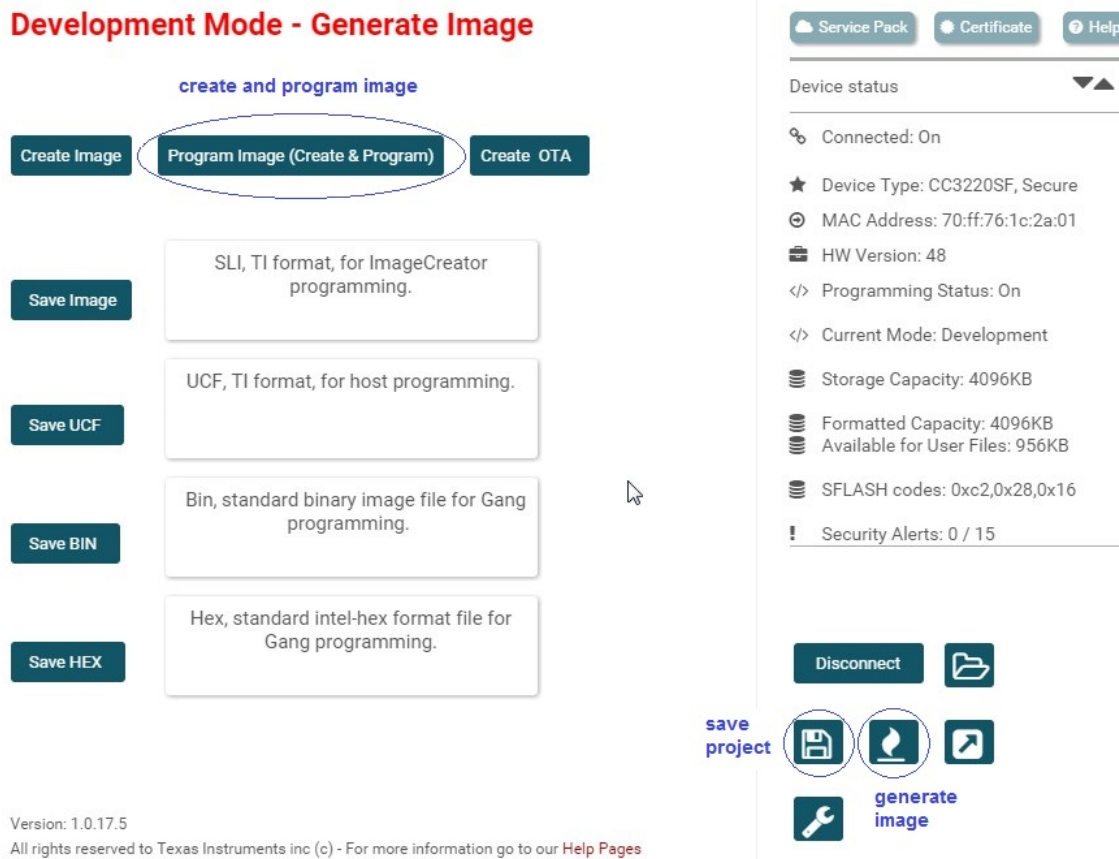 Development Mode - Generate Image
create and program image
Create Image
Program Image (Create & Program)
Create OTA
Save Image
SLI, TI format, for ImageCreator
programming.
Save UCF
UCF, TI format, for host programming.
Save BIN
Bin, standard binary image file for Gang
programming.
Save HEX
Hex, standard intel-hex format file for
Gang programming.
Version: 1.0.17.5
All rights reserved to Texas Instruments inc (c) - For more information go to our Help Pages
Service Pack
Certificate
Help
Device status
Connected: On
Device Type: CC3220SF, Secure
MAC Address: 70:ff:76:1c:2a:01
HW Version: 48
</> Programming Status: On
</> Current Mode: Development
Storage Capacity: 4096KB
Formatted Capacity: 4096KB
Available for User Files: 956KB
SFLASH codes: 0xc2,0x28,0x16
! Security Alerts: 0 / 15
Disconnect
save
project
generate
image